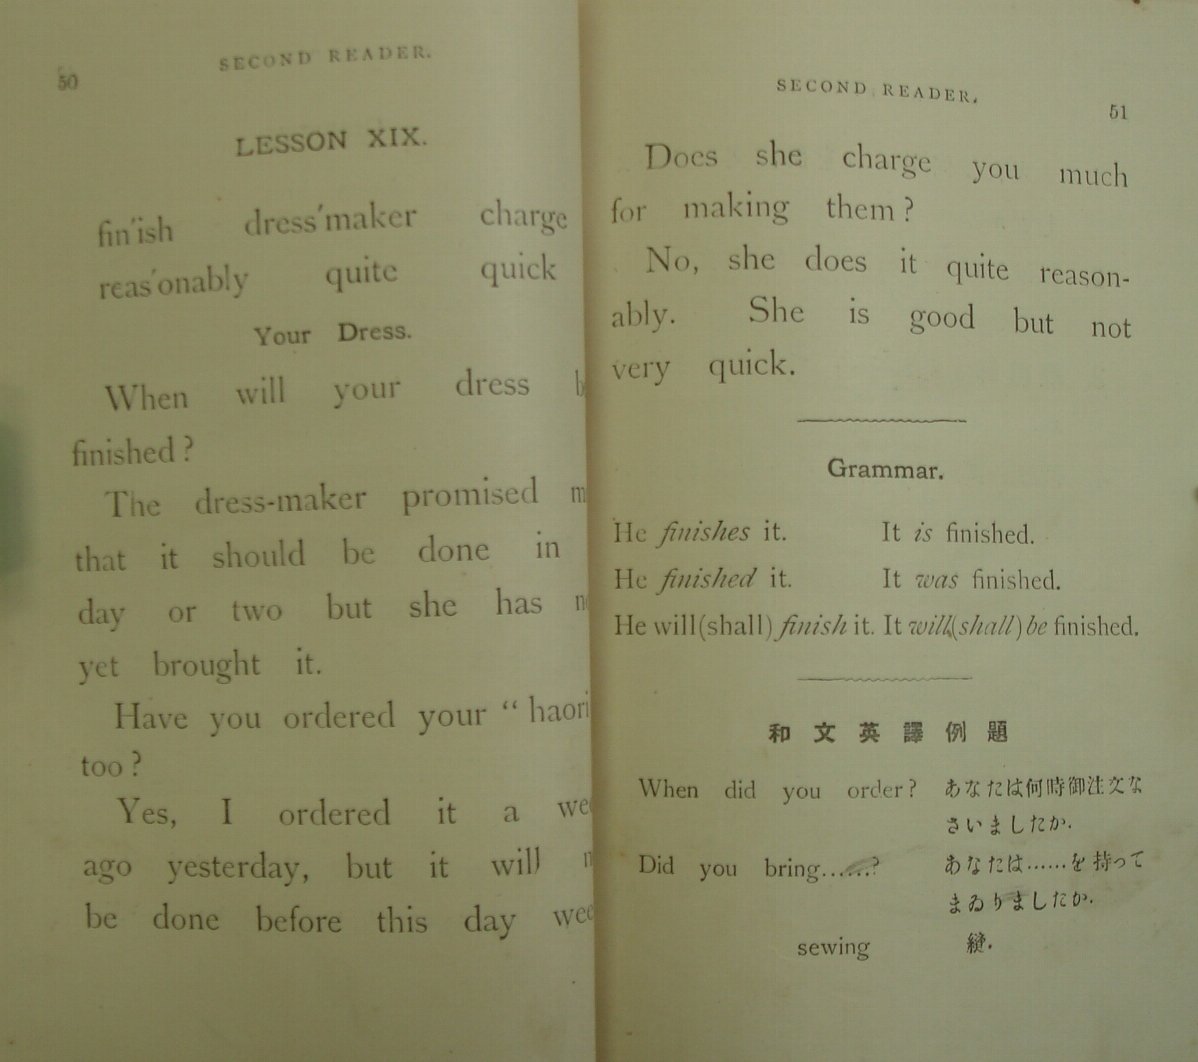 50
SECOND READER.
LESSON XIX.
fin'ish dress'maker charge
reas'onably quite quick
Your Dress.
When will your dress
finished?
The dress-maker promised
that it should be done in
day or two but she has
yet brought it.
Have you ordered your “haori
too?
Yes, I ordered it a
ago yesterday, but it will
be done before this day
SECOND READER.
51
Does she charge you much
for making them?
No, she does it quite reason-
ably. She is good but not
very quick.
Grammar.
He finishes it. It is finished.
He finished it. It was finished.
He will(shall) finish it. It will(shall) be finished.
和文英譯例題
When did you order? あなたは何時御注文な
さいましたか.
Did you bring......? あなたは......を持って
まゐりましたか.
sewing 縫.